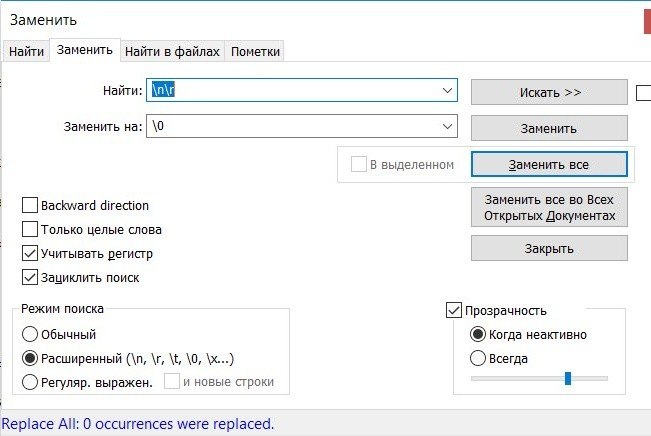 Заменить
Найти
Заменить
Найти в файлах
Пометки
Найти:
\n\r
Искать >>
Заменить на:
\0
Заменить
В выделенном
Заменить все
Backward direction
Заменить все во Всех
Открытых Документах
Только целые слова
Учитывать регистр
Закрыть
Зациклить поиск
Режим поиска
Обычный
Расширенный (\n, \r, \t, \0, \x...)
Регуляр. выражен.
и новые строки
Прозрачность
Когда неактивно
Всегда
Replace All: 0 occurrences were replaced.